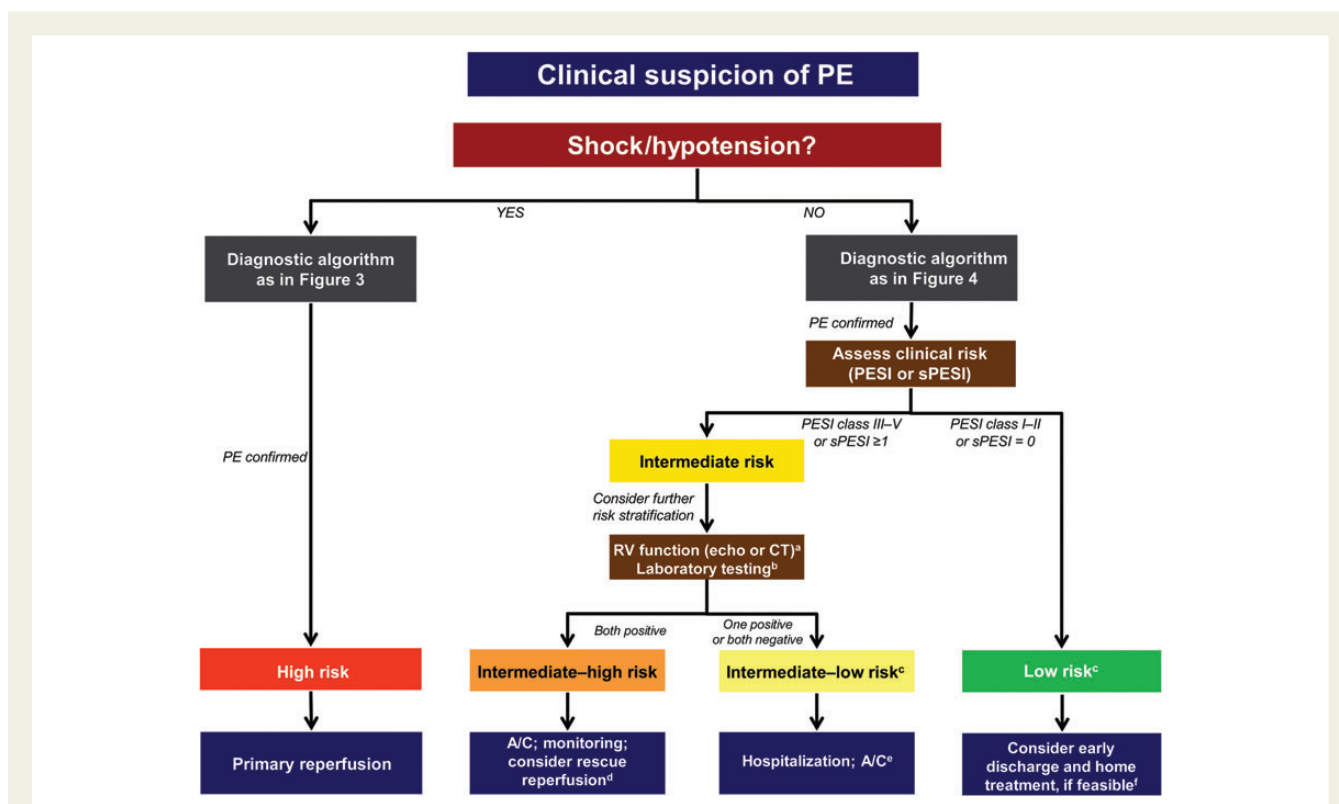 Clinical suspicion of PE
Shock/hypotension?
YES
NO
Diagnostic algorithm
as in Figure 3
Diagnostic algorithm
as in Figure 4
PE confirmed
Assess clinical risk
(PESI or sPESI)
PESI class III–V
or sPESI ≥1
PESI class I–II
or sPESI = 0
PE confirmed
Intermediate risk
Consider further
risk stratification
RV function (echo or CT)ᵃ
Laboratory testingᵇ
Both positive
One positive
or both negative
High risk
Intermediate–high risk
Intermediate–low riskᶜ
Low riskᶜ
Primary reperfusion
A/C; monitoring;
consider rescue
reperfusionᵈ
Hospitalization; A/Cᵉ
Consider early
discharge and home
treatment, if feasibleᶠ